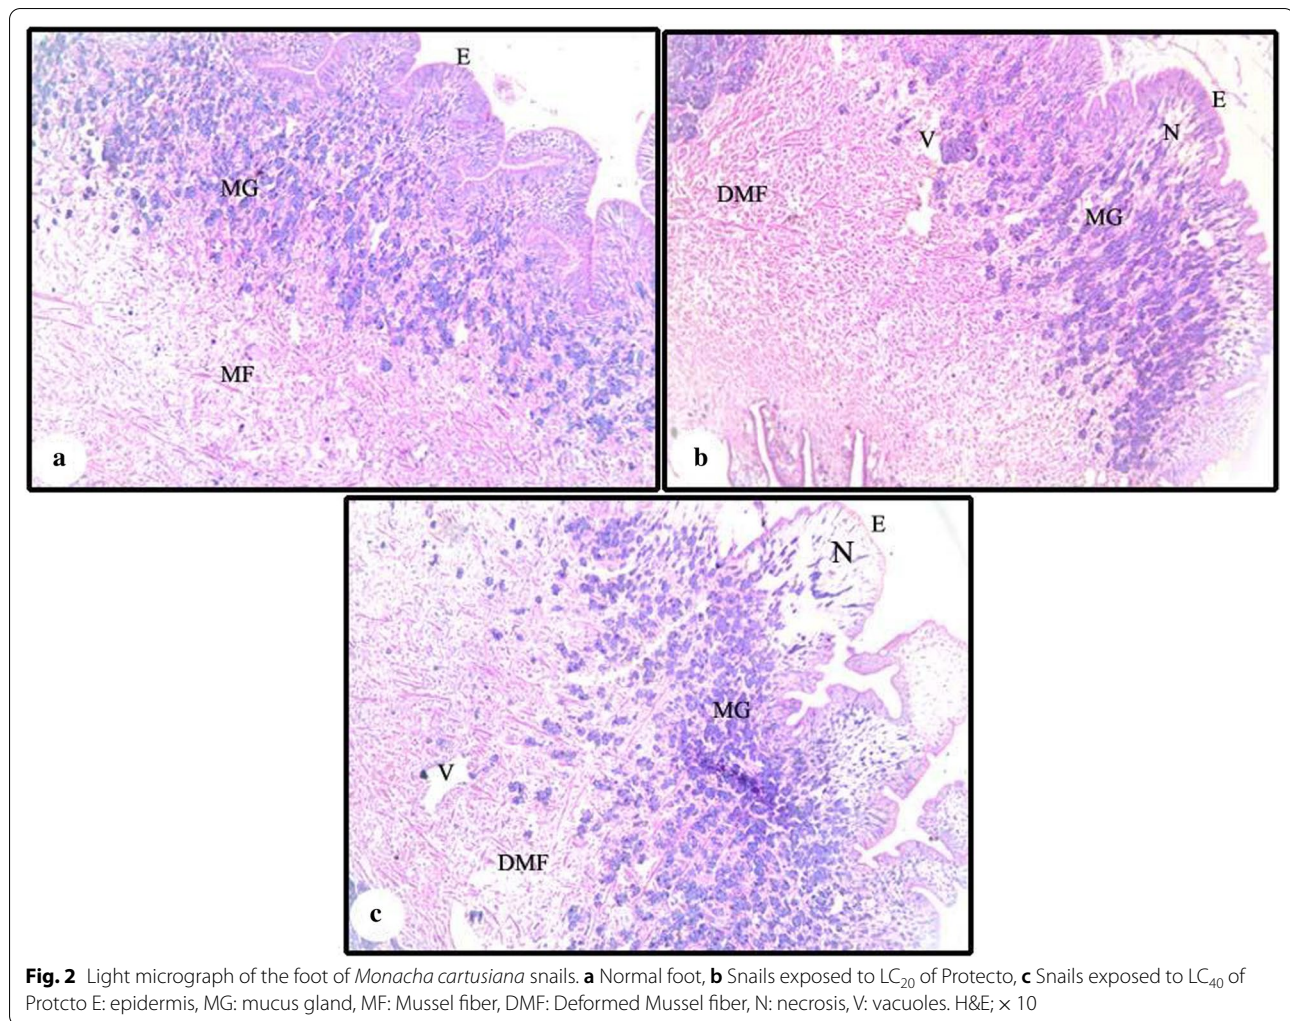 E
MG
MF
a
E
N
V
DMF
MG
b
E
N
MG
V
DMF
c
Fig. 2 Light micrograph of the foot of Monacha cartusiana snails. a Normal foot, b Snails exposed to LC20 of Protecto, c Snails exposed to LC40 of
Protcto E: epidermis, MG: mucus gland, MF: Mussel fiber, DMF: Deformed Mussel fiber, N: necrosis, V: vacuoles. H&E; × 10